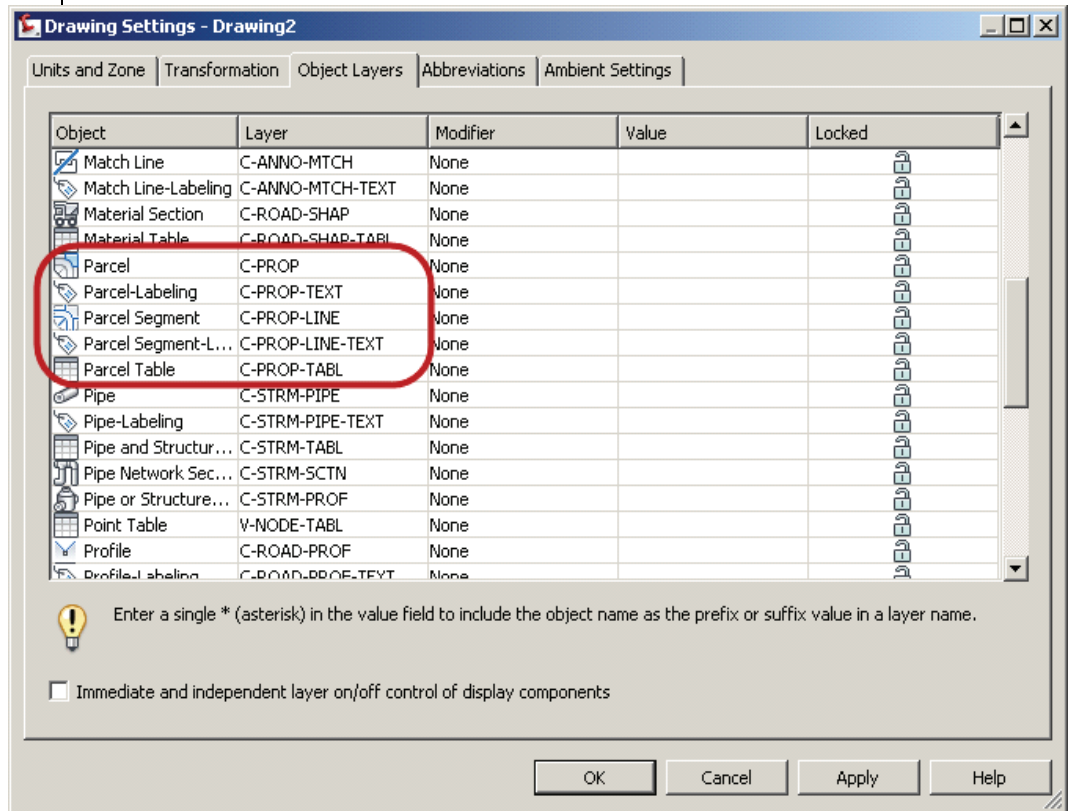 Drawing Settings - Drawing2
Units and Zone Transformation Object Layers Abbreviations Ambient Settings
Object Layer Modifier Value Locked
Match Line C-ANNO-MTCH None
Match Line-Labeling C-ANNO-MTCH-TEXT None
Material Section C-ROAD-SHAP None
Material Table C-ROAD-SHAP-TABL None
Parcel C-PROP None
Parcel-Labeling C-PROP-TEXT None
Parcel Segment C-PROP-LINE None
Parcel Segment-L... C-PROP-LINE-TEXT None
Parcel Table C-PROP-TABL None
Pipe C-STRM-PIPE None
Pipe-Labeling C-STRM-PIPE-TEXT None
Pipe and Structur... C-STRM-TABL None
Pipe Network Sec... C-STRM-SCTN None
Pipe or Structure... C-STRM-PROF None
Point Table V-NODE-TABL None
Profile C-ROAD-PROF None
Profile-Labeling C-ROAD-PROF-TEXT None
Enter a single * (asterisk) in the value field to include the object name as the prefix or suffix value in a layer name.
Immediate and independent layer on/off control of display components
OK Cancel Apply Help